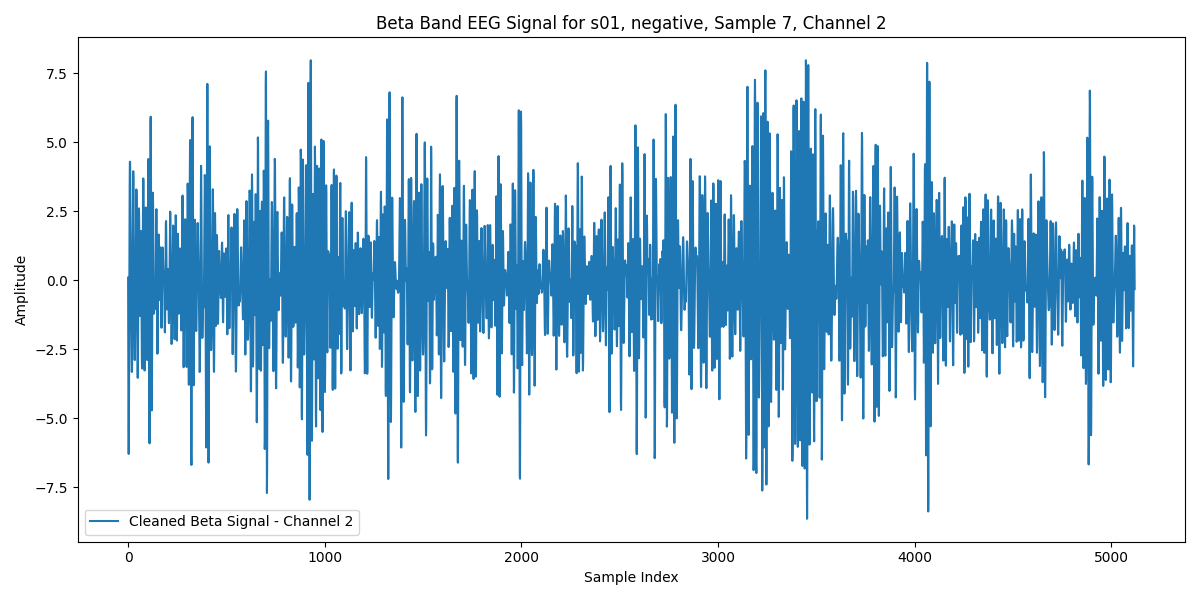 Beta Band EEG Signal for s01, negative, Sample 7, Channel 2
Amplitude
7.5
5.0
2.5
0.0
−2.5
−5.0
−7.5
Cleaned Beta Signal - Channel 2
0 1000 2000 3000 4000 5000
Sample Index